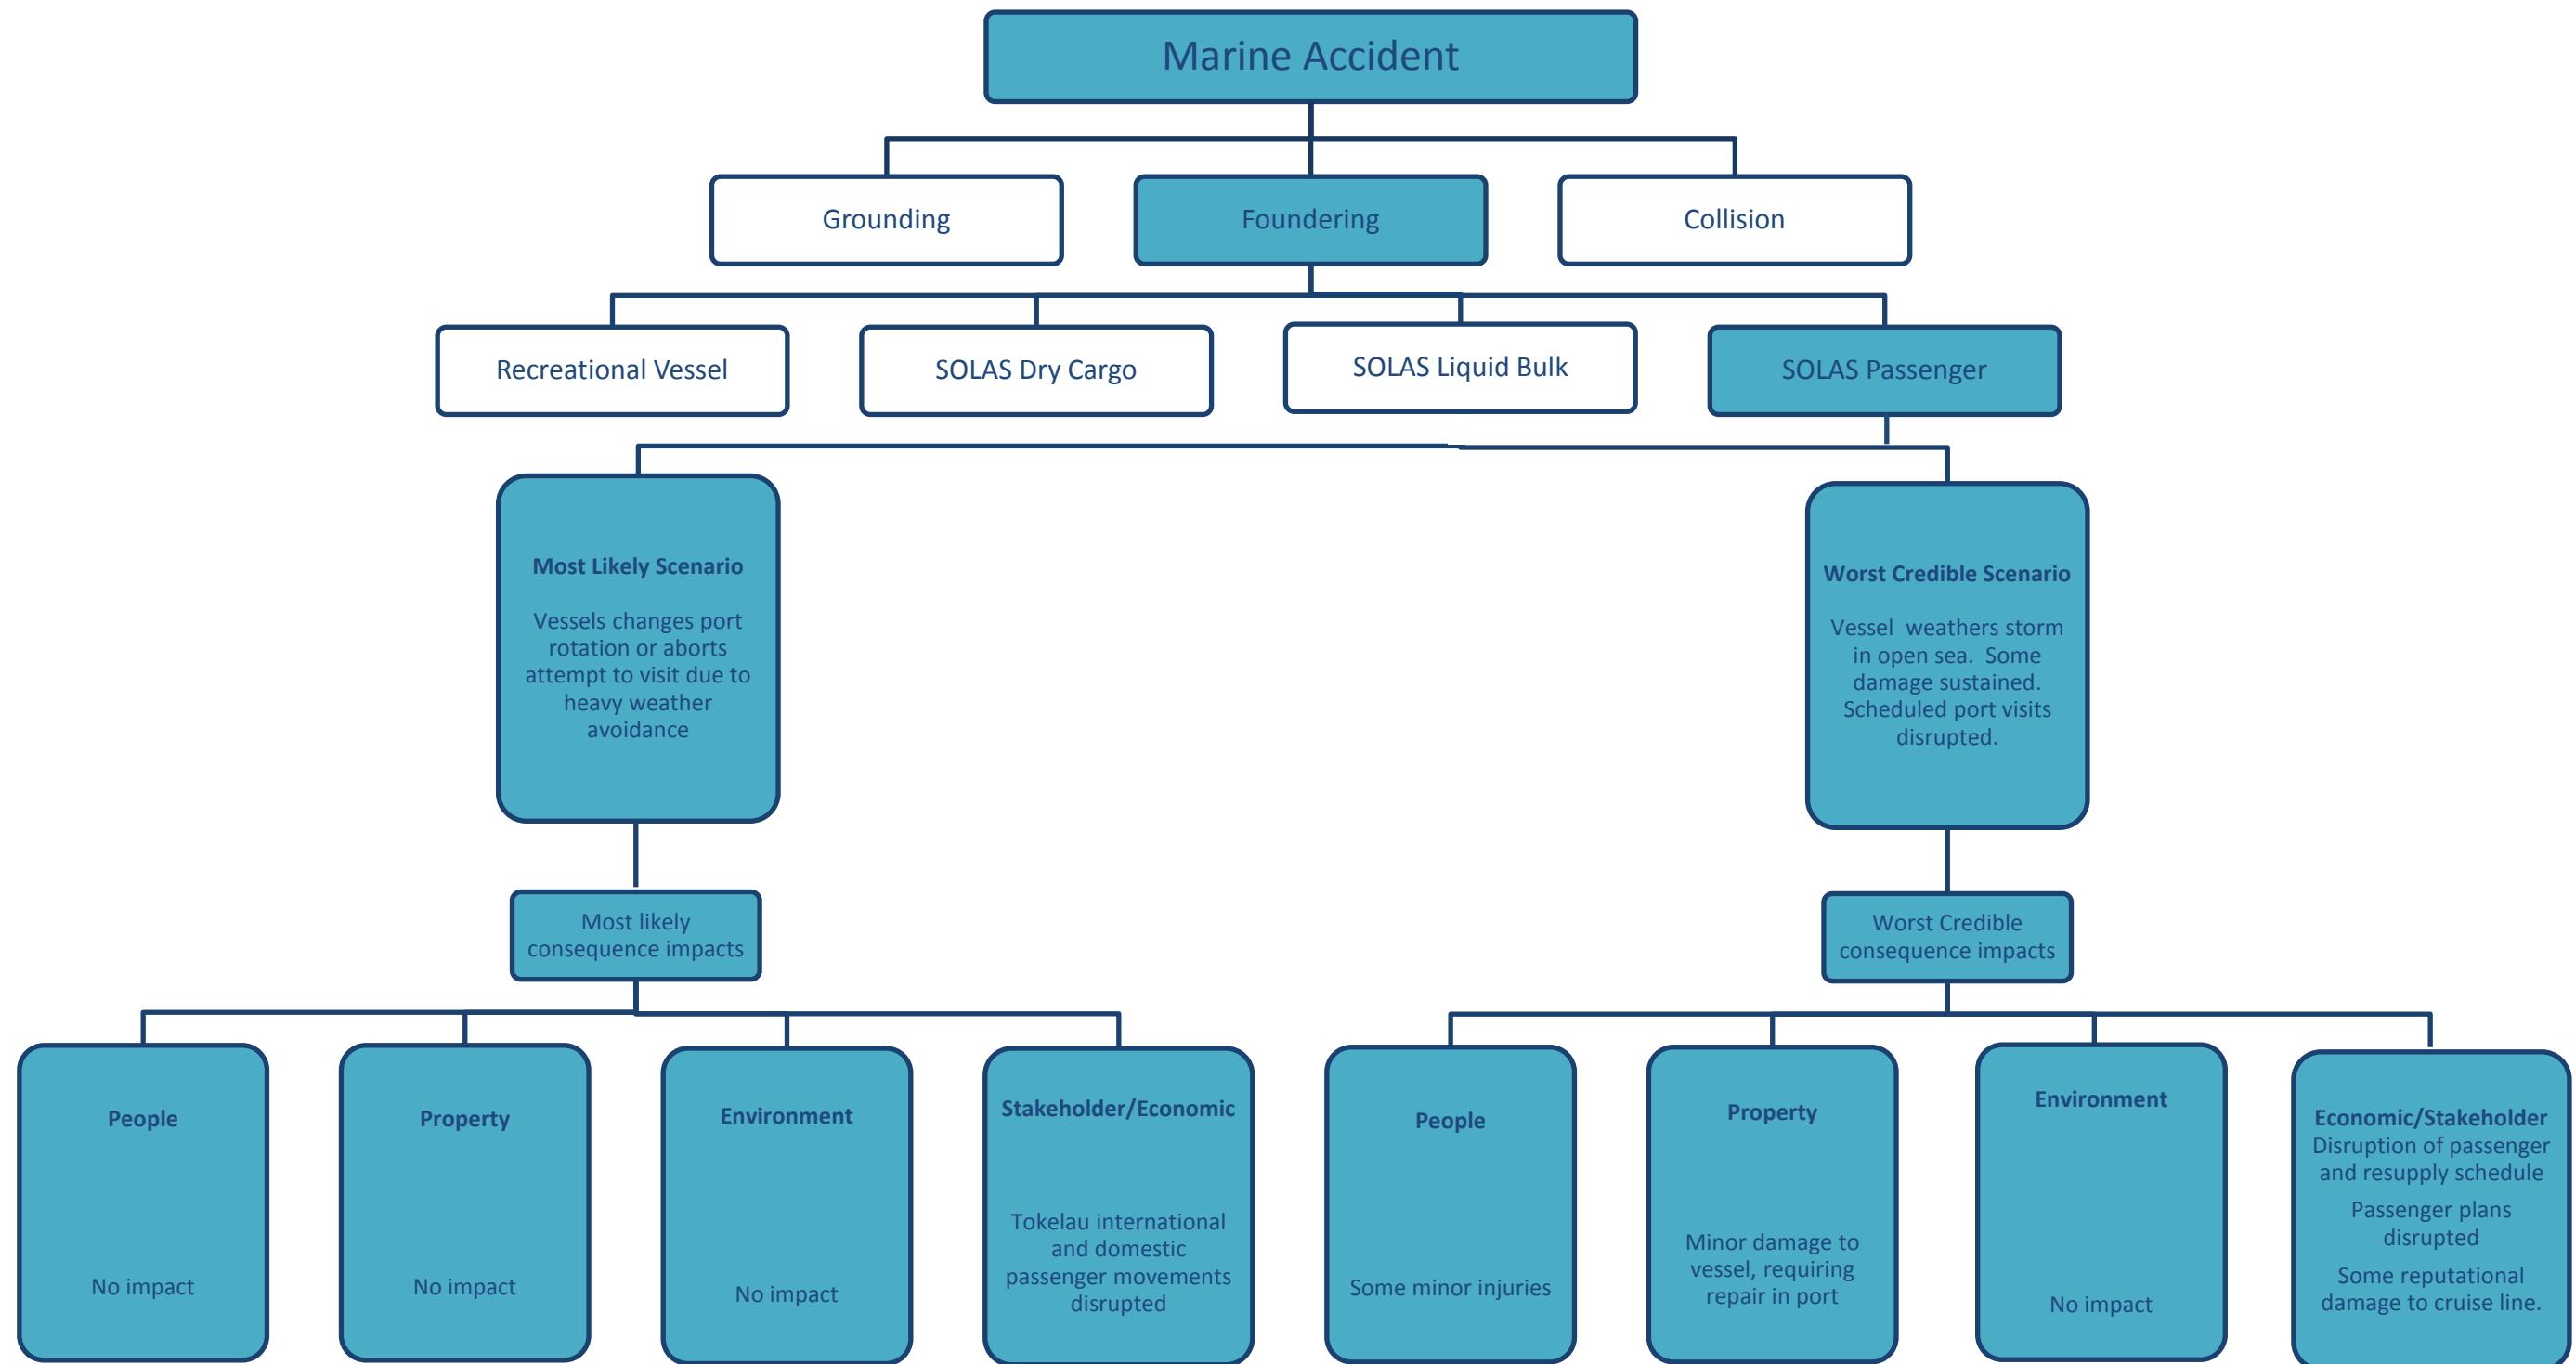 Marine Accident
Grounding
Foundering
Collision
Recreational Vessel
SOLAS Dry Cargo
SOLAS Liquid Bulk
SOLAS Passenger
Most Likely Scenario
Vessels changes port
rotation or aborts
attempt to visit due to
heavy weather
avoidance
Worst Credible Scenario
Vessel  weathers storm
in open sea.  Some
damage sustained.
Scheduled port visits
disrupted.
Most likely
consequence impacts
Worst Credible
consequence impacts
People
No impact
Property
No impact
Environment
No impact
Stakeholder/Economic
Tokelau international
and domestic
passenger movements
disrupted
People
Some minor injuries
Property
Minor damage to
vessel, requiring
repair in port
Environment
No impact
Economic/Stakeholder
Disruption of passenger
and resupply schedule
Passenger plans
disrupted
Some reputational
damage to cruise line.